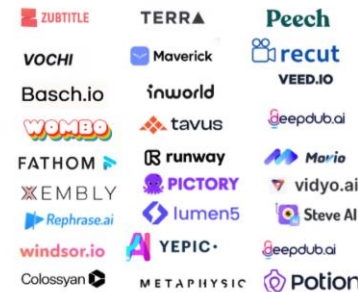 ZUBTITLE
TERRA
Peech
VOCHI
Maverick
recut
VEED.IO
Basch.io
inworld
deepdub.ai
WOMBO
tavus
FATHOM
runway
Movio
XEMBLY
PICTORY
vidyo.ai
Rephrase.ai
lumen5
Steve AI
windsor.io
YEPIC
deepdub.ai
Colossyan
METAPHYSIC
Potion